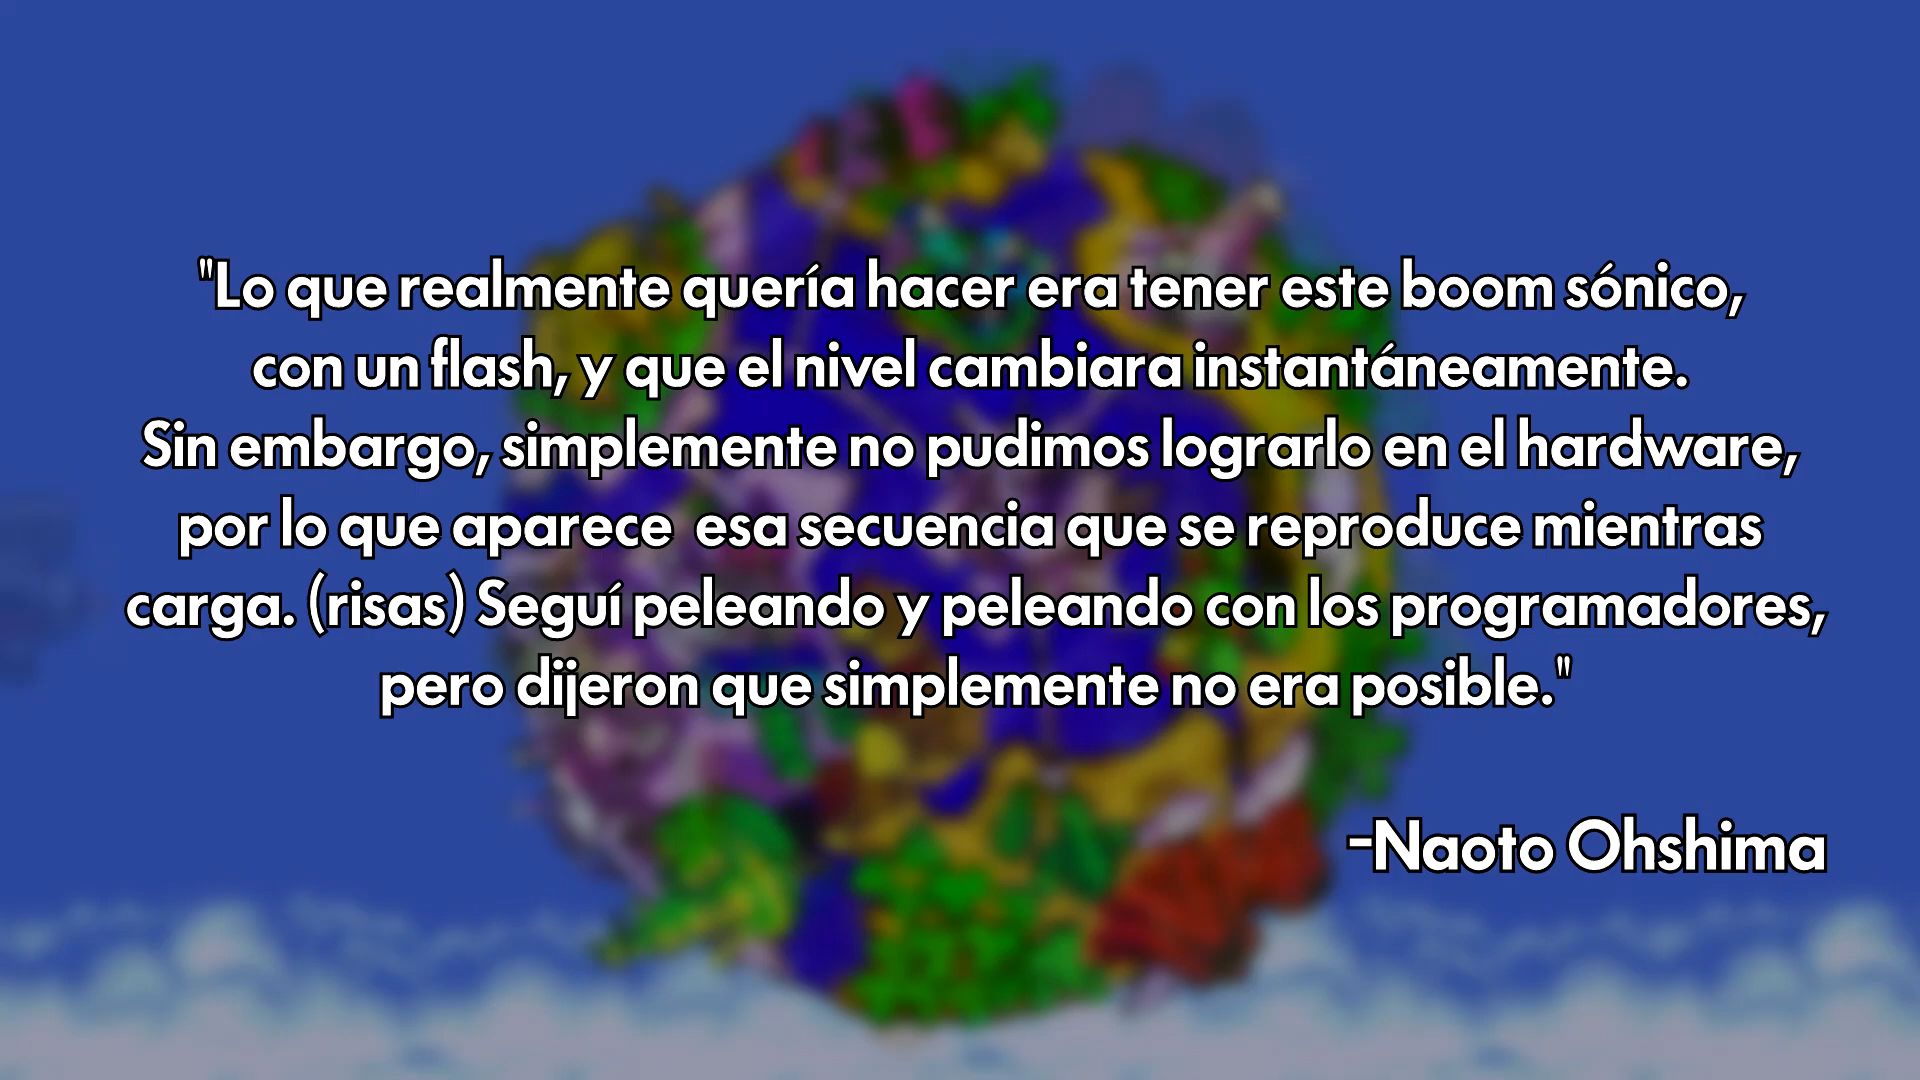 "Lo que realmente quería hacer era tener este boom sónico,
con un flash, y que el nivel cambiara instantáneamente.
Sin embargo, simplemente no pudimos lograrlo en el hardware,
por lo que aparece  esa secuencia que se reproduce mientras
carga. (risas) Seguí peleando y peleando con los programadores,
pero dijeron que simplemente no era posible."
-Naoto Ohshima